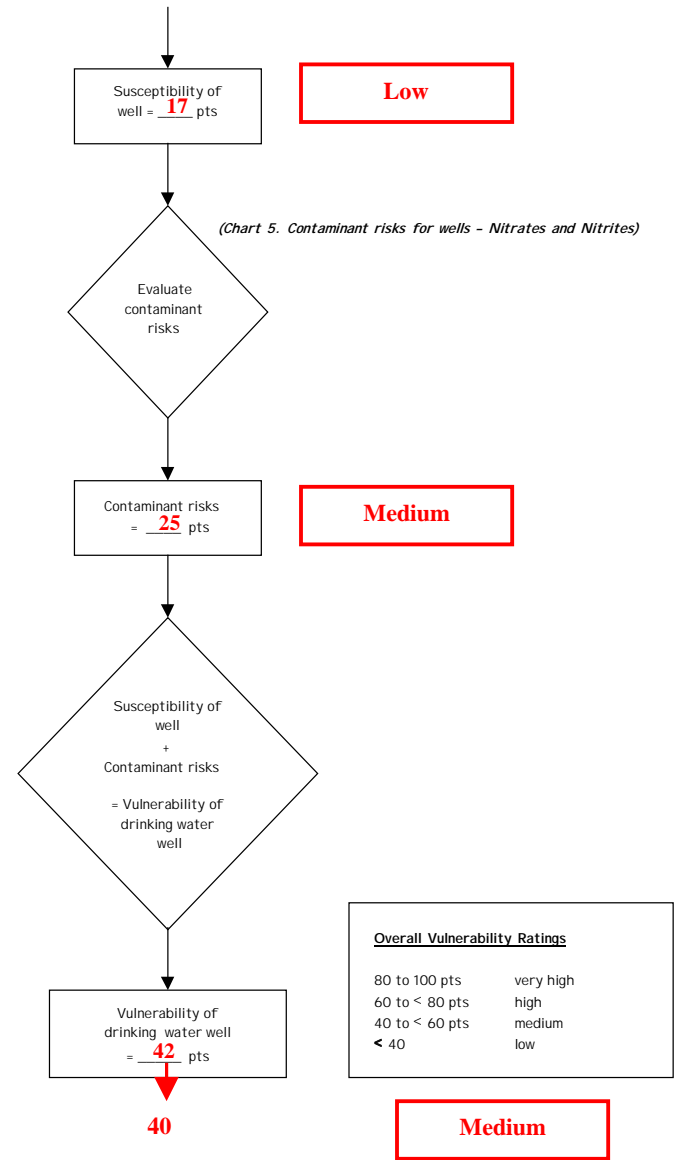 Susceptibility of
well = 17 pts
Low
(Chart 5. Contaminant risks for wells – Nitrates and Nitrites)
Evaluate
contaminant
risks
Contaminant risks
= 25 pts
Medium
Susceptibility of
well
+
Contaminant risks
= Vulnerability of
drinking water
well
Overall Vulnerability Ratings
80 to 100 pts very high
60 to < 80 pts high
40 to < 60 pts medium
< 40 low
Vulnerability of
drinking water well
= 42 pts
40
Medium